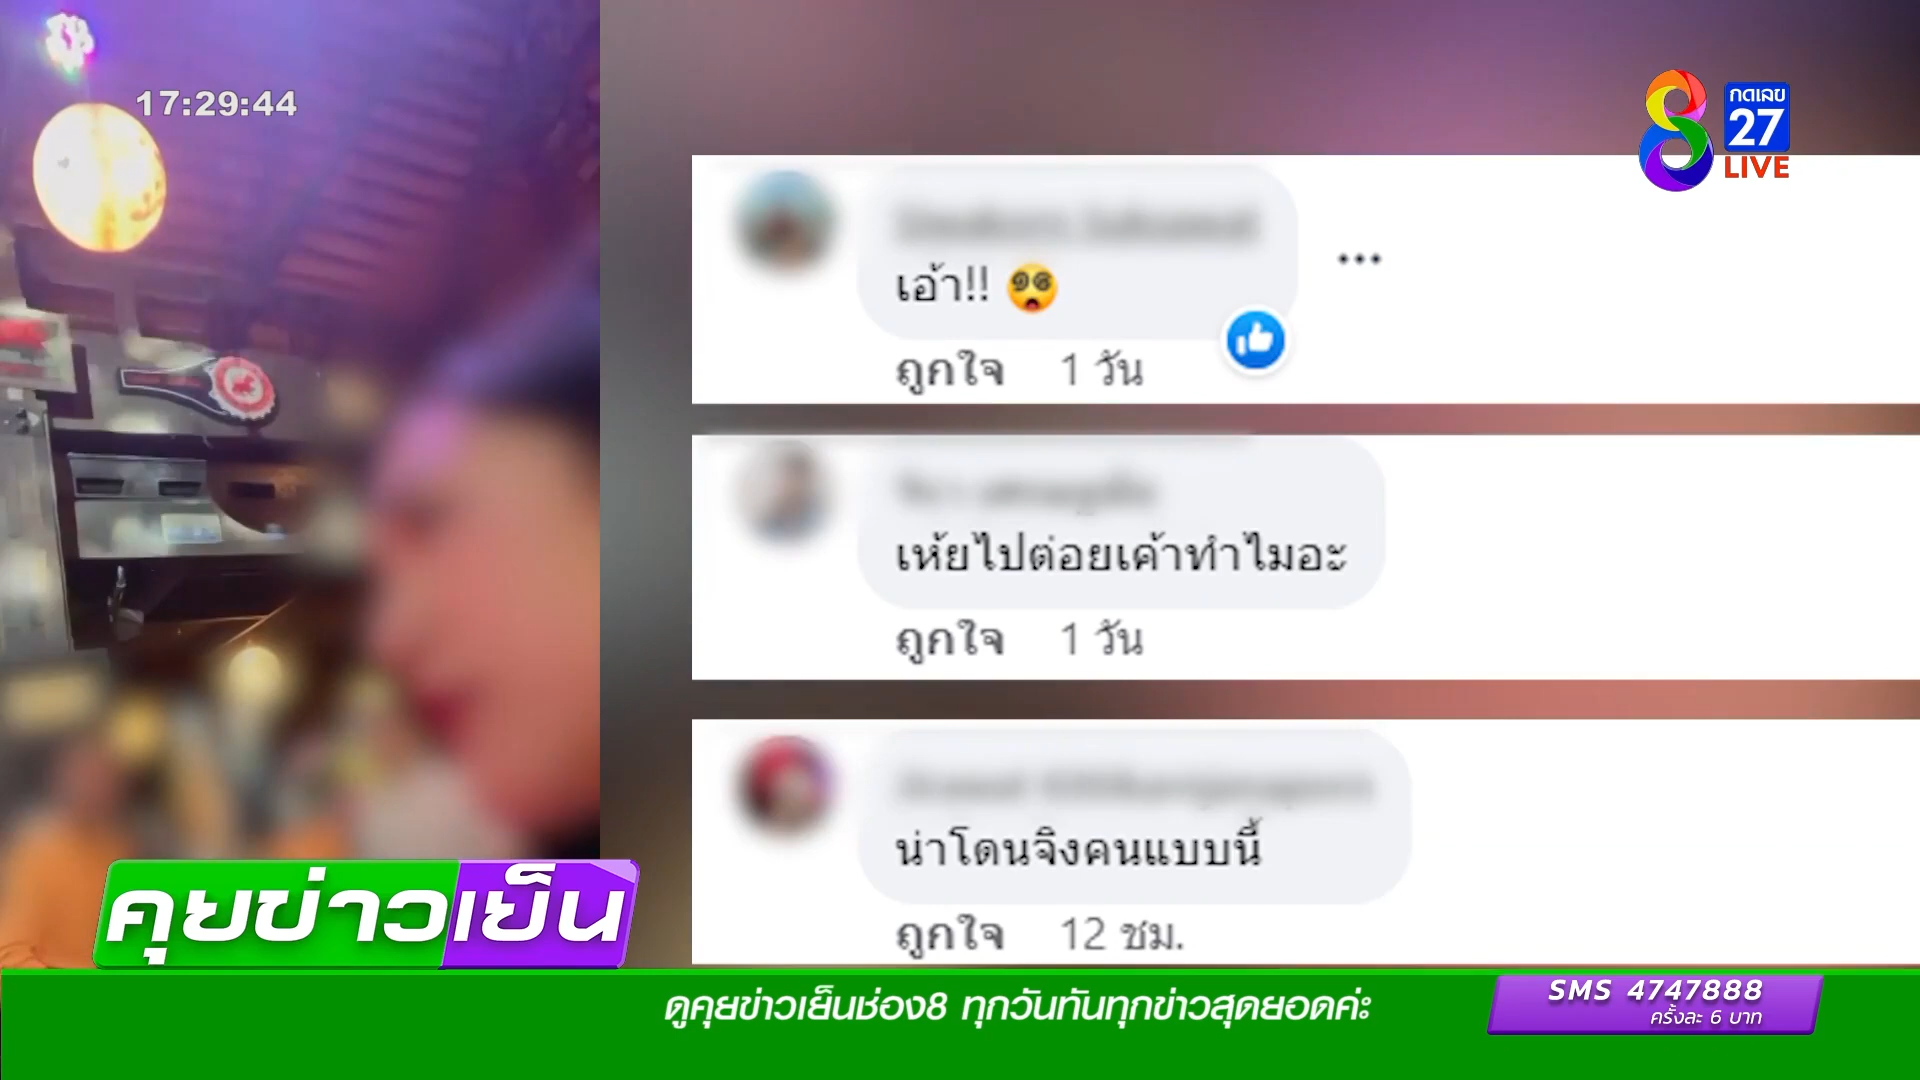 17:29:44
กดเลข
27
LIVE
เอ้า!!
ถูกใจ 1 วัน
เห้ยไปต่อยเค้าทำไมอะ
ถูกใจ 1 วัน
น่าโดนจิงคนแบบนี้
ถูกใจ 12 ชม.
คุยข่าวเย็น
ดูคุยข่าวเย็นช่อง8 ทุกวันทันทุกข่าวสุดยอดค่ะ
SMS 4747888
ครั้งละ 6 บาท